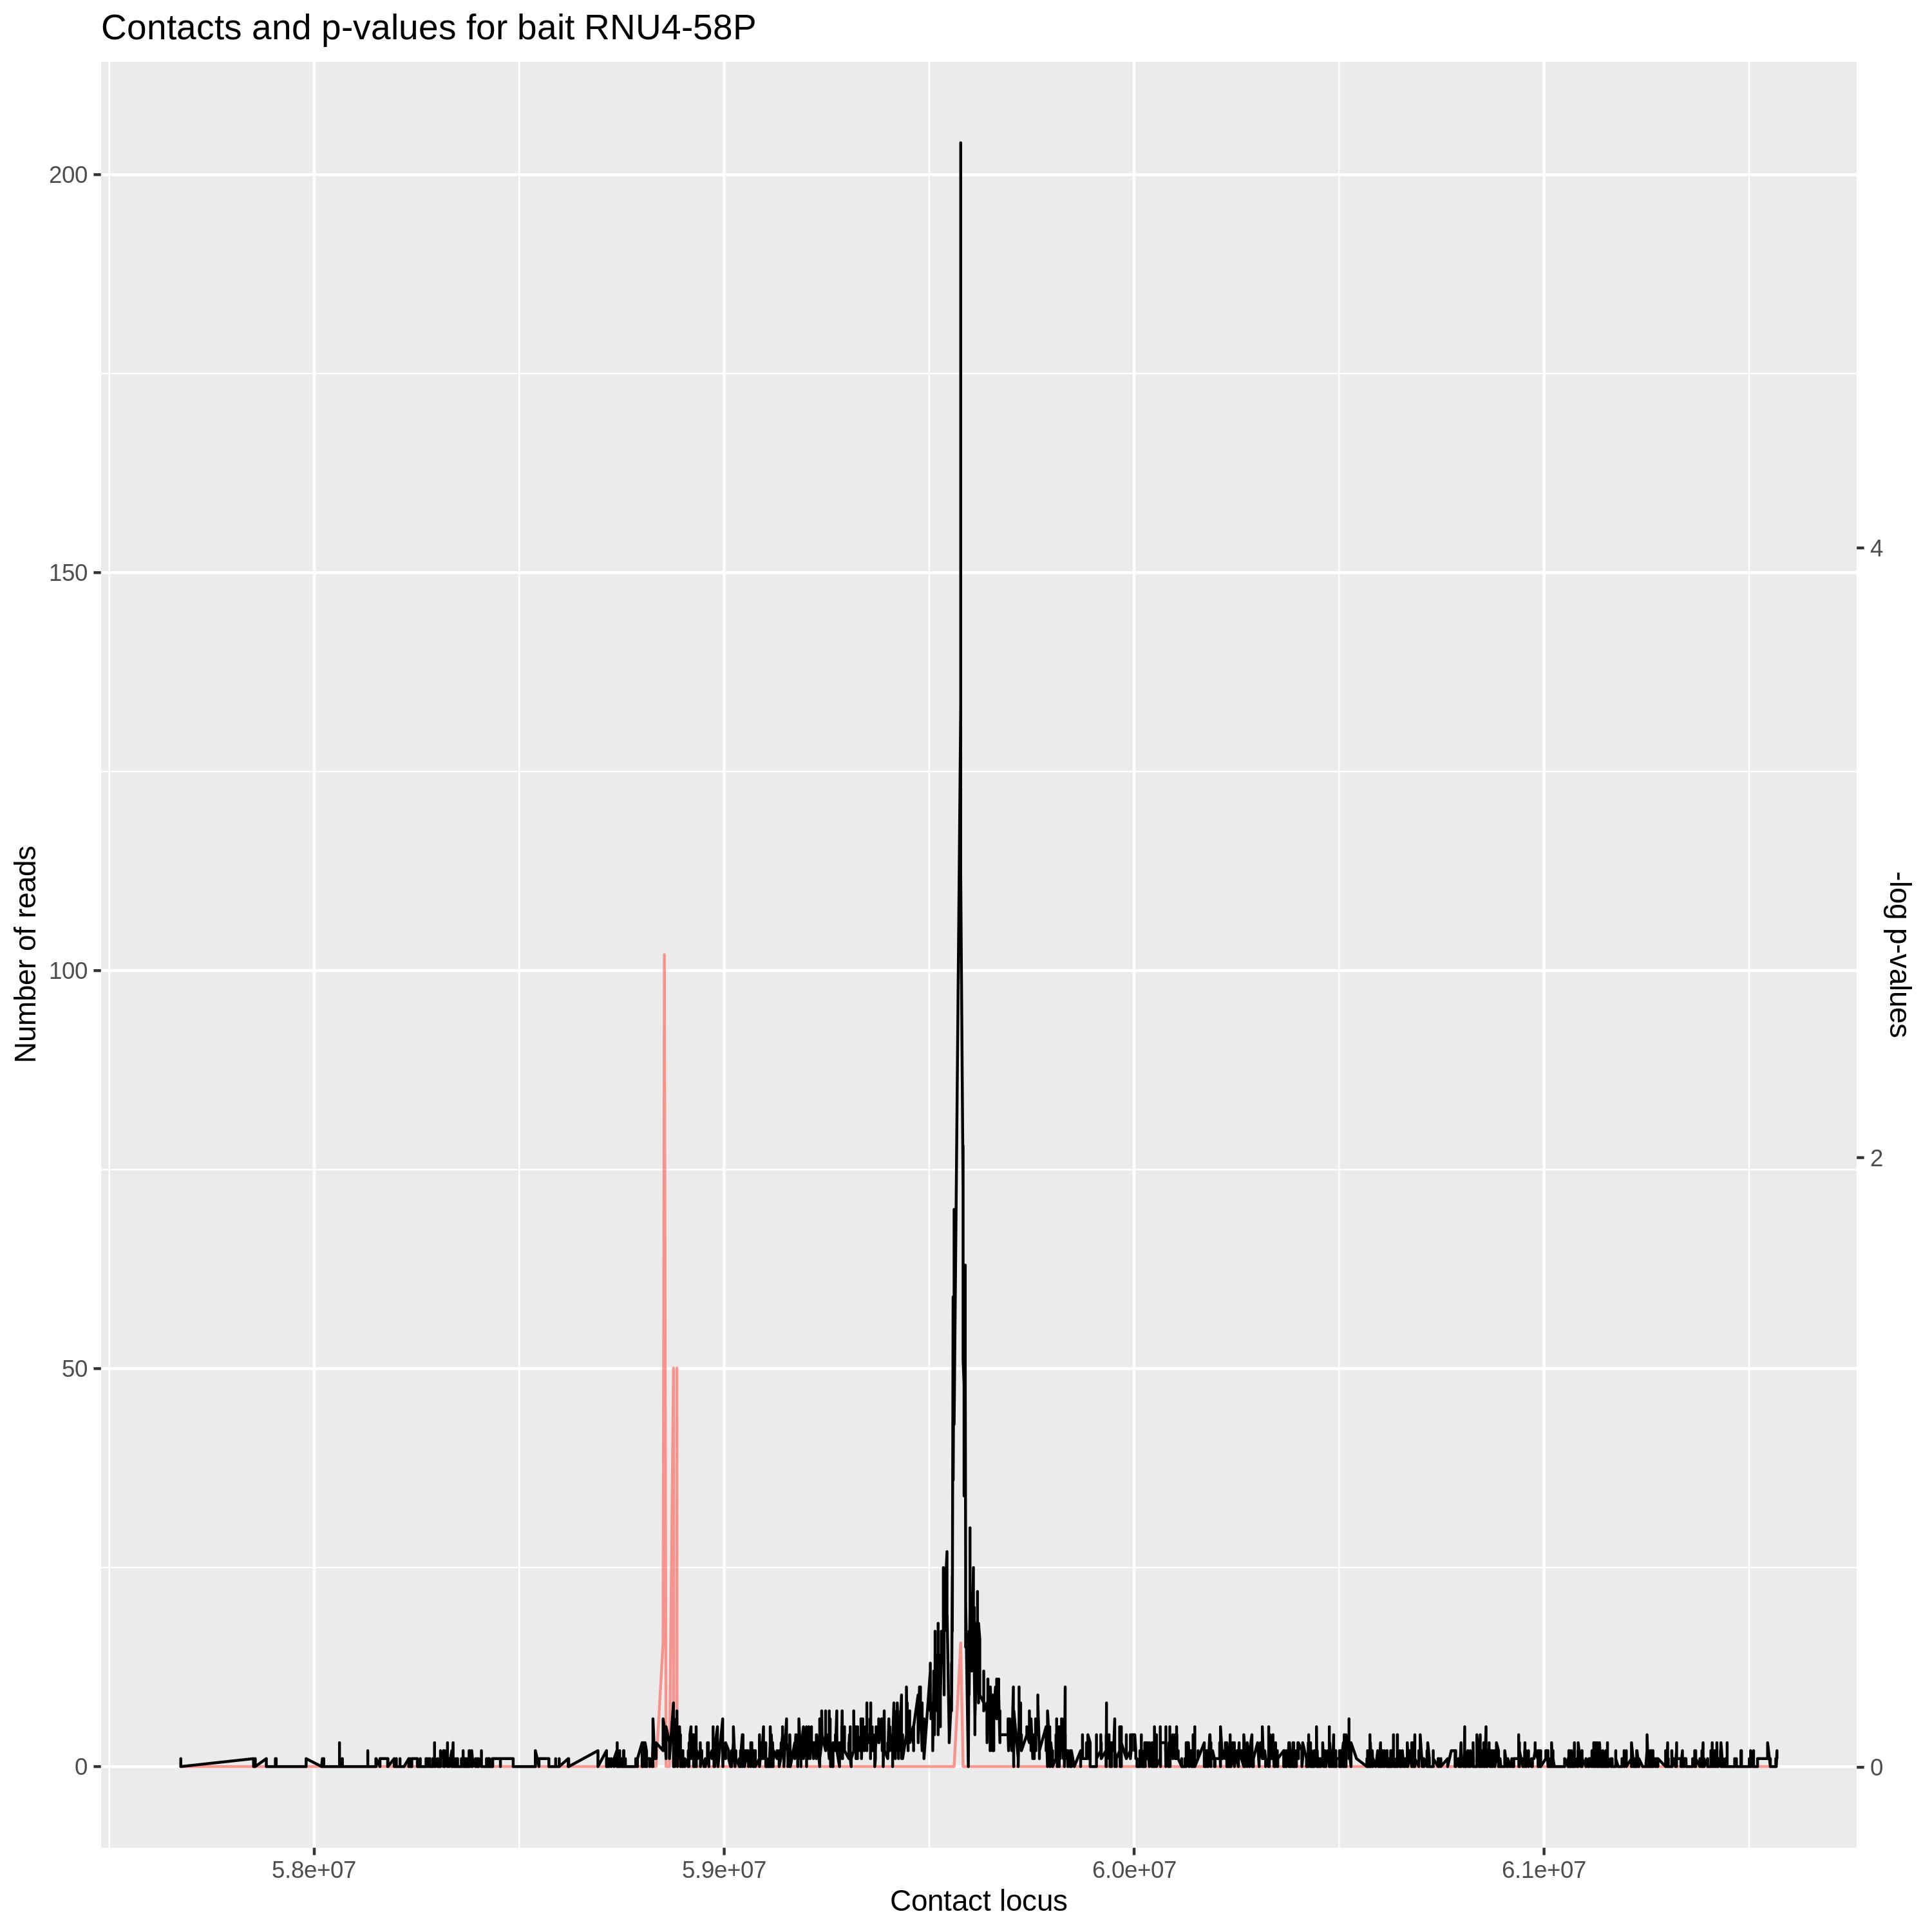 Contacts and p-values for bait RNU4-58P
Number of reads
200
150
100
50
0
4
2
0
-log p-values
5.8e+07
5.9e+07
6.0e+07
6.1e+07
Contact locus